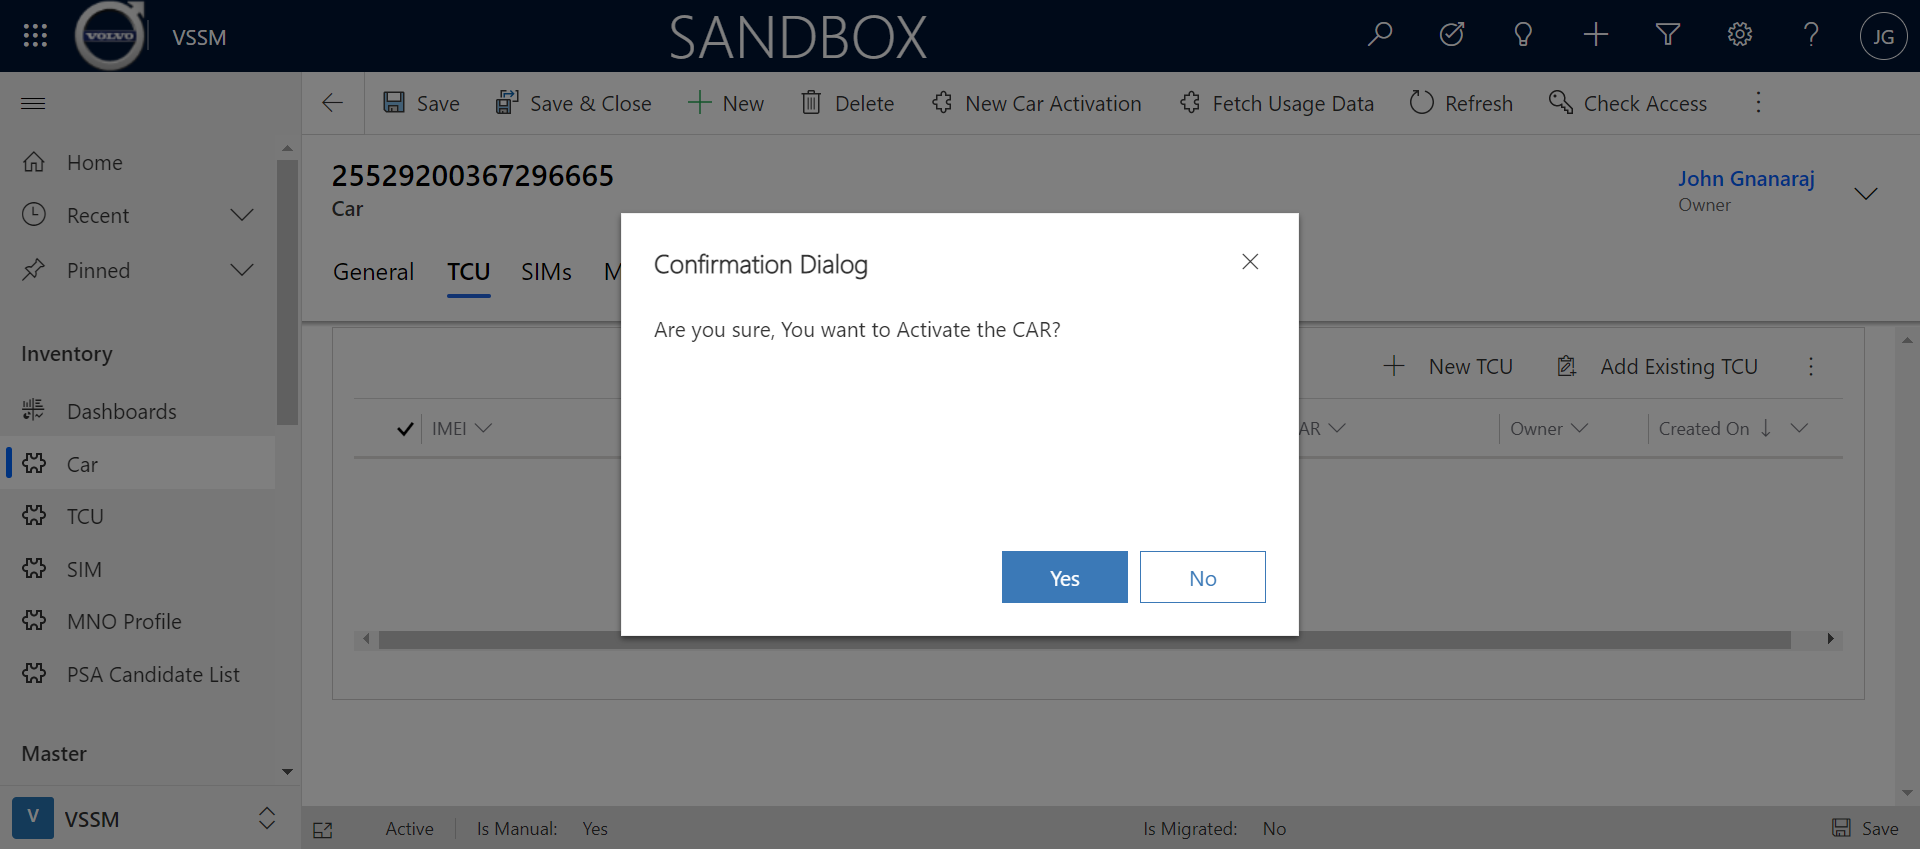 VOLVO
VSSM
SANDBOX
JG
Save
Save & Close
New
Delete
New Car Activation
Fetch Usage Data
Refresh
Check Access
Home
Recent
Pinned
Inventory
Dashboards
Car
TCU
SIM
MNO Profile
PSA Candidate List
Master
V
VSSM
25529200367296665
Car
John Gnanaraj
Owner
General
TCU
SIMs
M
Confirmation Dialog
Are you sure, You want to Activate the CAR?
Yes
No
New TCU
Add Existing TCU
IMEI
AR
Owner
Created On
Active
Is Manual:
Yes
Is Migrated:
No
Save